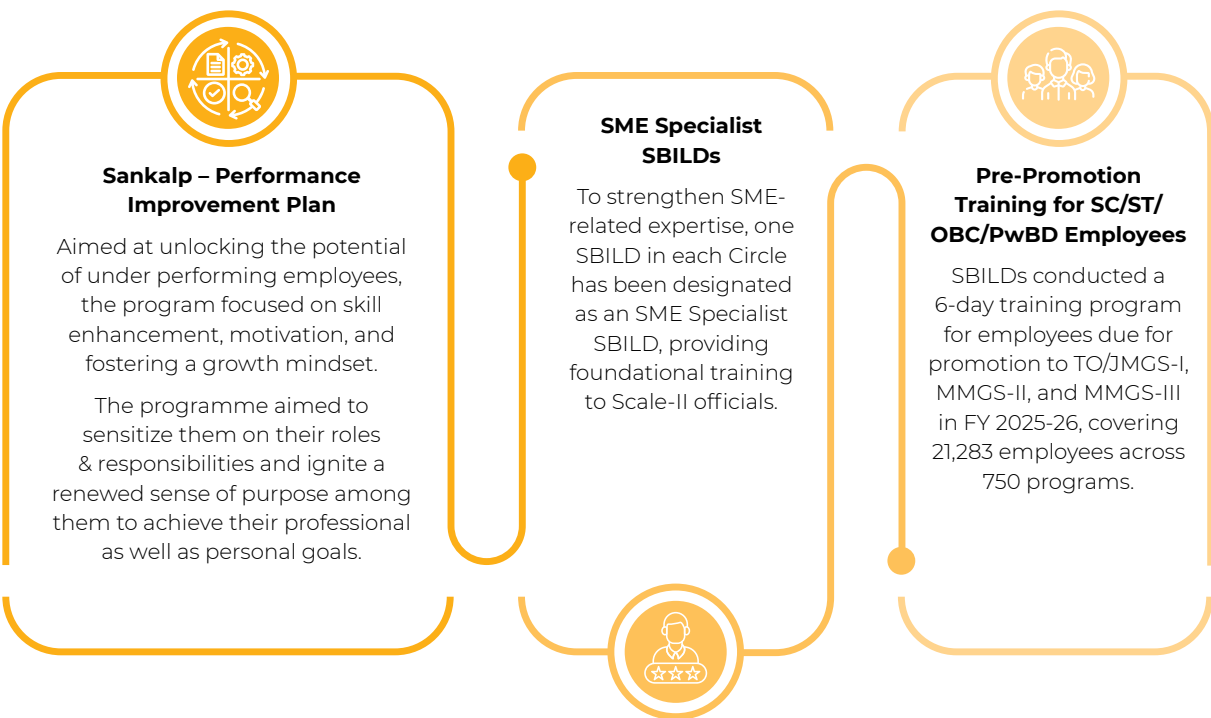 Sankalp – Performance
Improvement Plan
Aimed at unlocking the potential
of under performing employees,
the program focused on skill
enhancement, motivation, and
fostering a growth mindset.
The programme aimed to
sensitize them on their roles
& responsibilities and ignite a
renewed sense of purpose among
them to achieve their professional
as well as personal goals.
SME Specialist
SBILDs
To strengthen SME-
related expertise, one
SBILD in each Circle
has been designated
as an SME Specialist
SBILD, providing
foundational training
to Scale-II officials.
Pre-Promotion
Training for SC/ST/
OBC/PwBD Employees
SBILDs conducted a
6-day training program
for employees due for
promotion to TO/JMGS-I,
MMGS-II, and MMGS-III
in FY 2025-26, covering
21,283 employees across
750 programs.